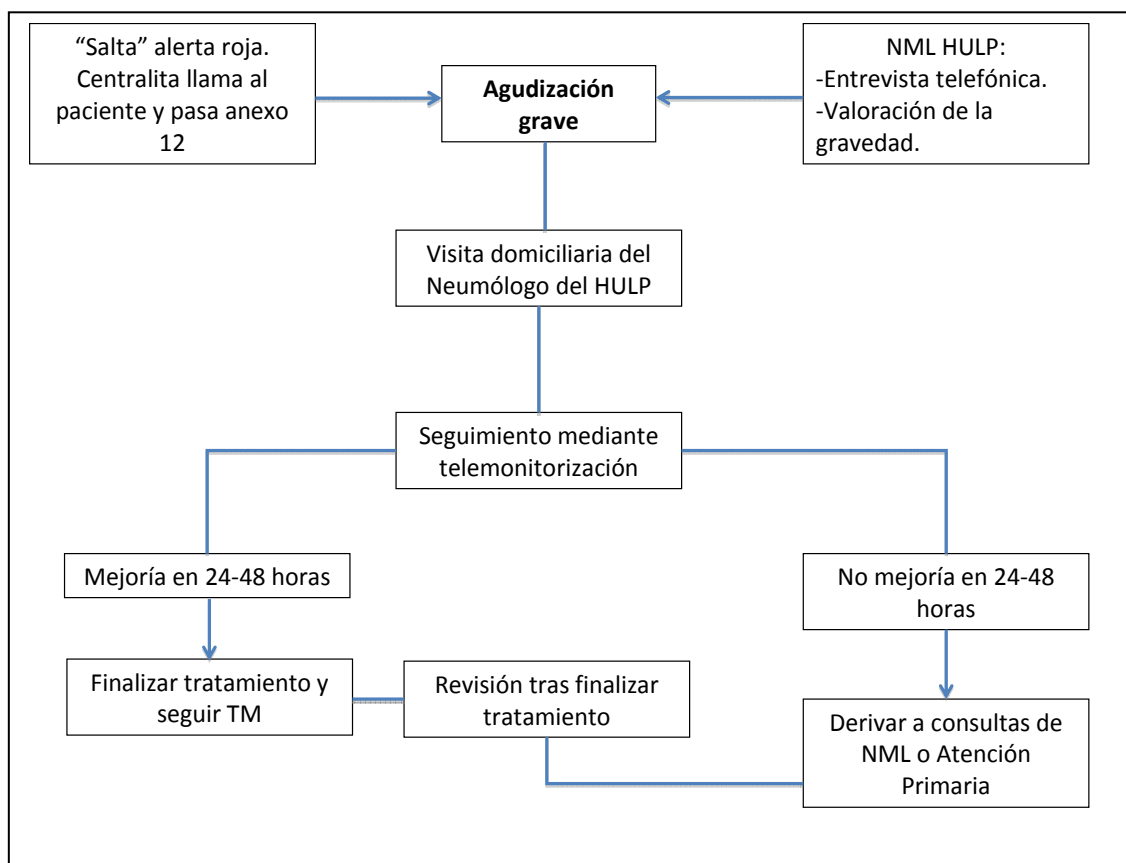 “Salta” alerta roja.
Centralita llama al
paciente y pasa anexo
12
Agudización
grave
NML HULP:
-Entrevista telefónica.
-Valoración de la
gravedad.
Visita domiciliaria del
Neumólogo del HULP
Seguimiento mediante
telemonitorización
Mejoría en 24-48 horas
No mejoría en 24-48
horas
Finalizar tratamiento y
seguir TM
Revisión tras finalizar
tratamiento
Derivar a consultas de
NML o Atención
Primaria